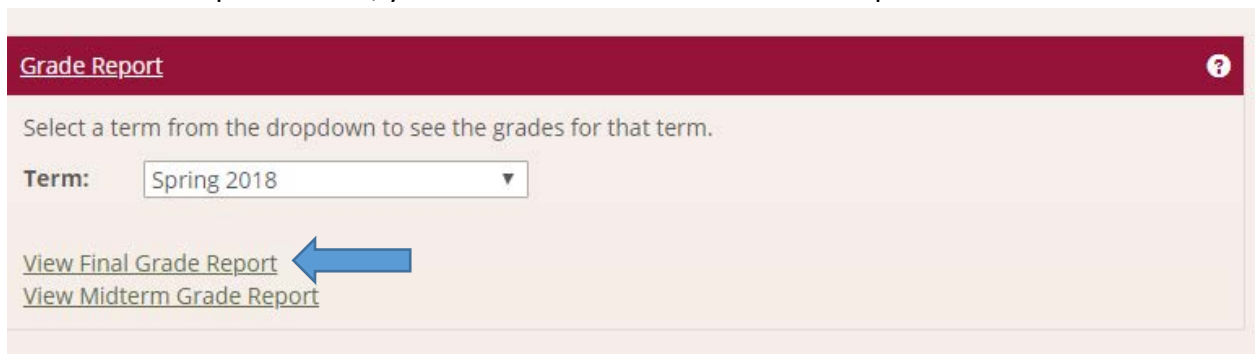 Grade Report
Select a term from the dropdown to see the grades for that term.
Term: Spring 2018
View Final Grade Report
View Midterm Grade Report